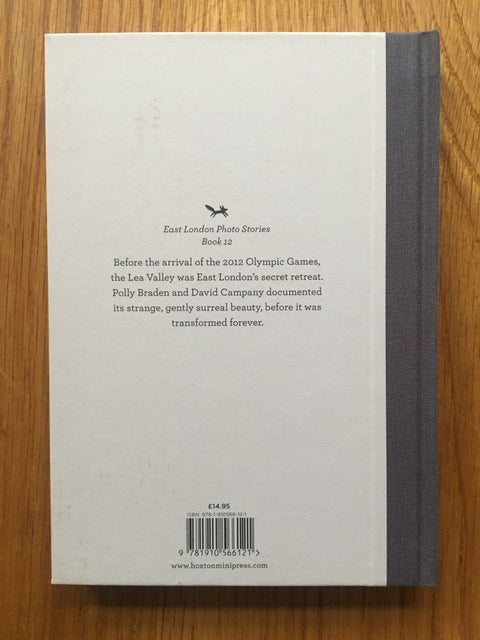 East London Photo Stories
Book 12
Before the arrival of the 2012 Olympic Games,
the Lea Valley was East London's secret retreat.
Polly Braden and David Campany documented
its strange, gently surreal beauty, before it was
transformed forever.
£14.95
ISBN 978-1-910566-12-1
9 781910 566121 >
www.hoxtonminipress.com